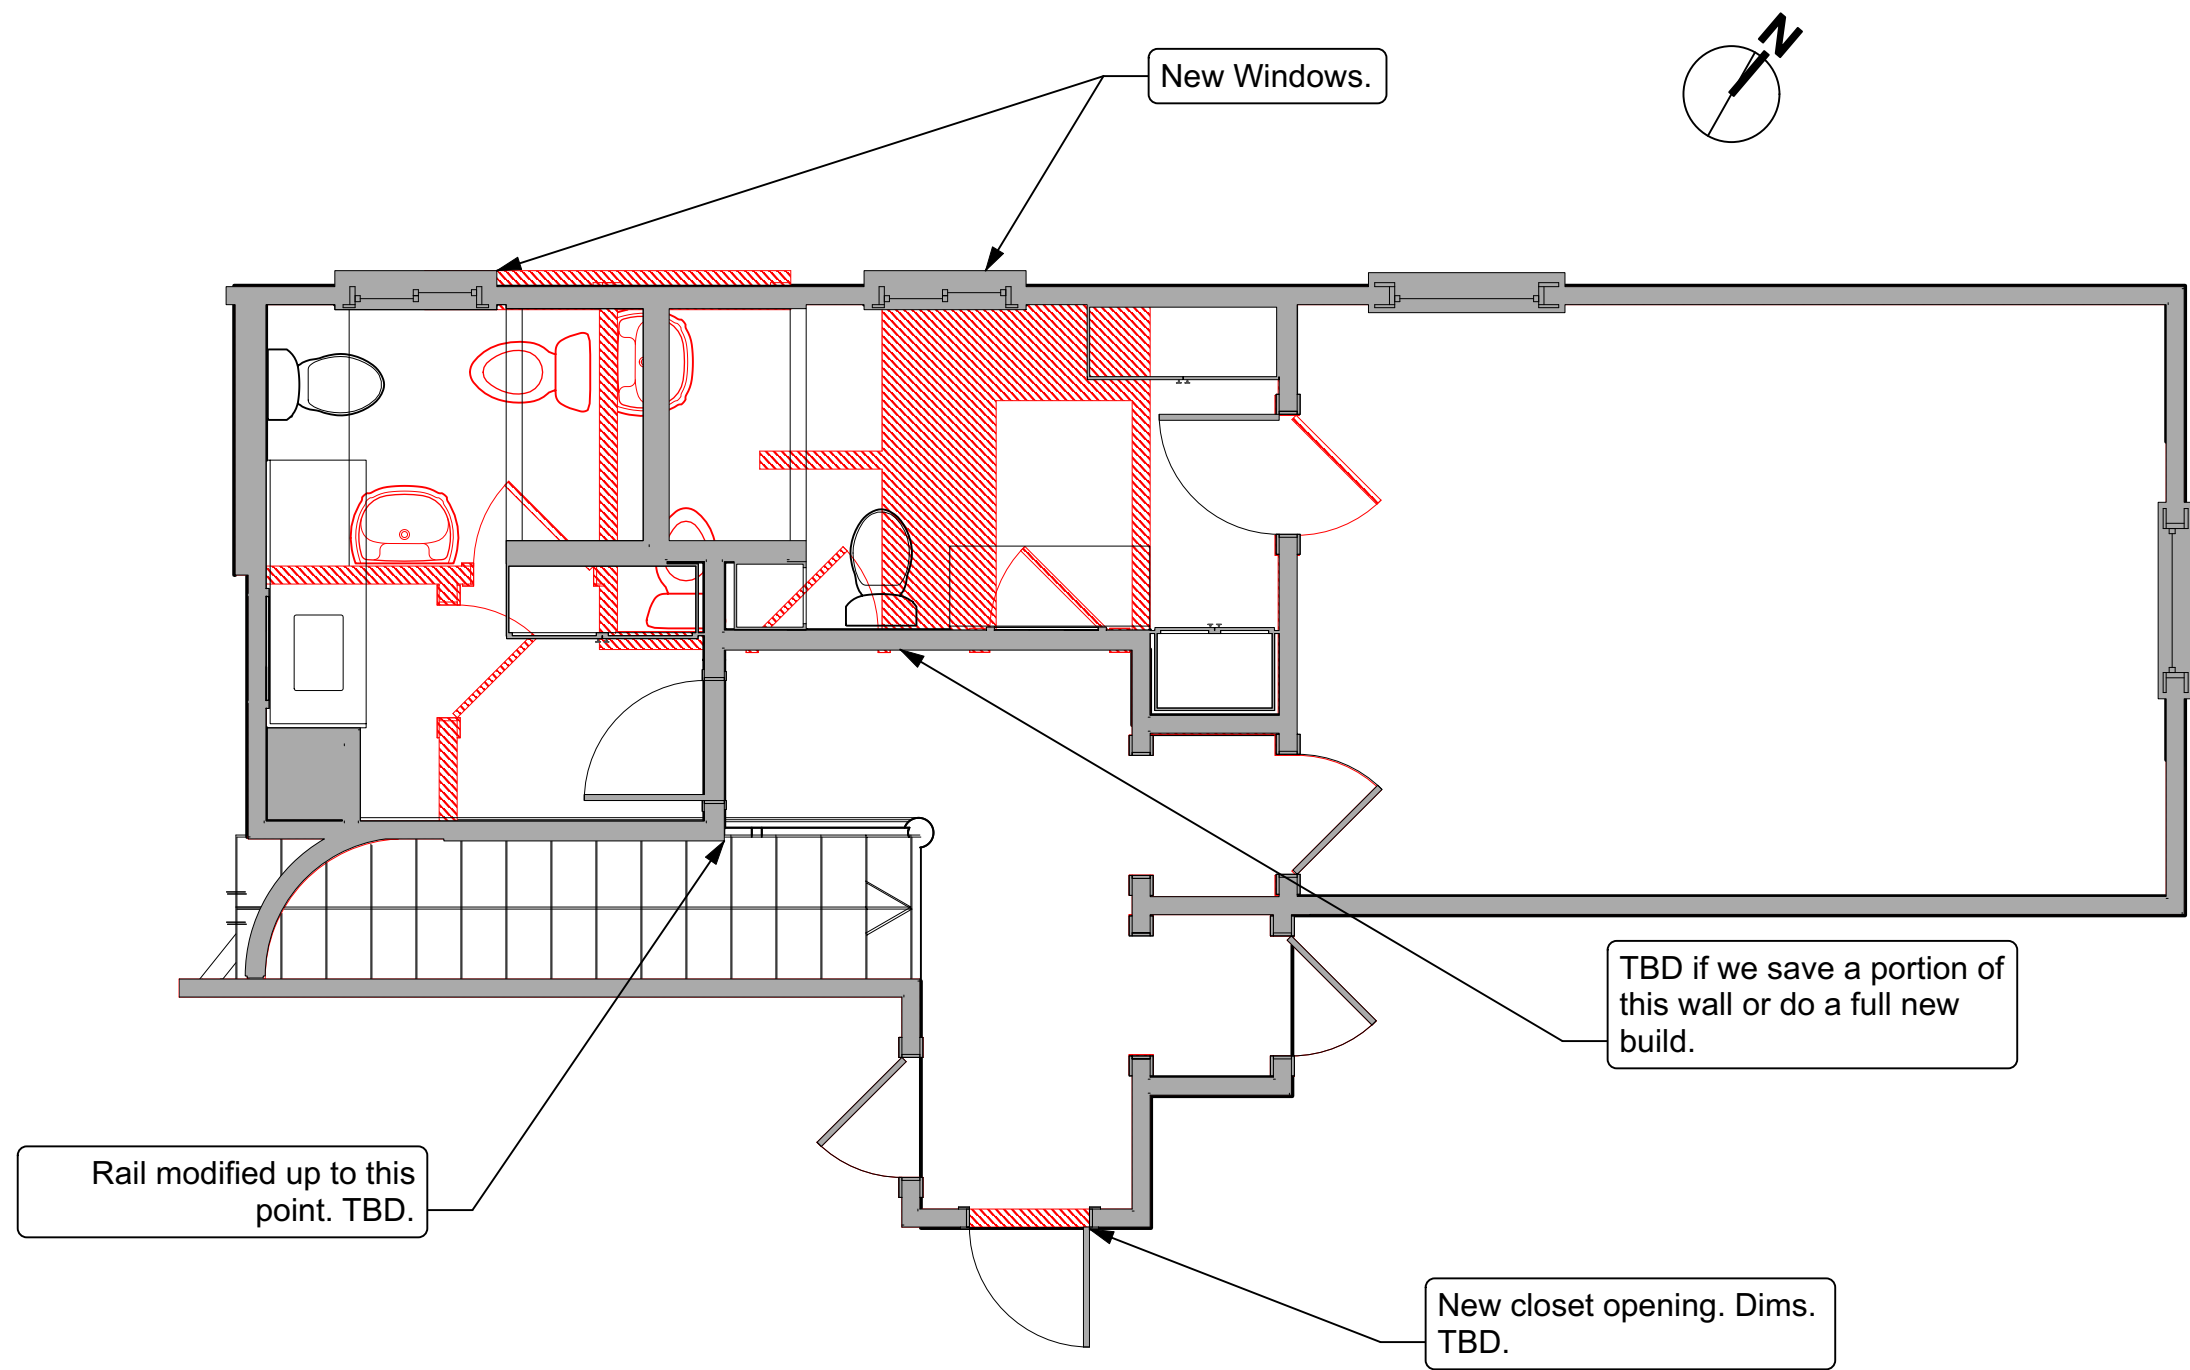 N
New Windows.
TBD if we save a portion of
this wall or do a full new
build.
Rail modified up to this
point. TBD.
New closet opening. Dims.
TBD.